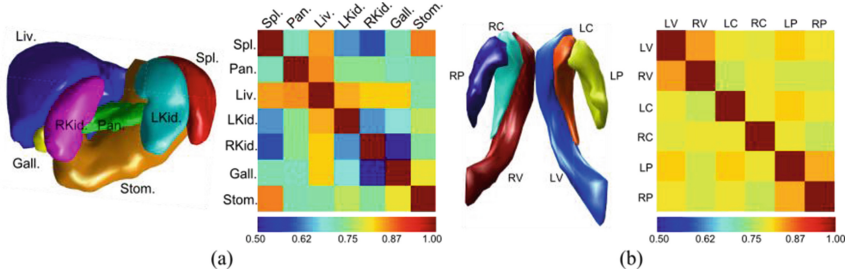 Liv.
Spl.
RKid.
Pan.
LKid.
Gall.
Stom.
Spl. Pan. Liv. LKid. RKid. Gall. Stom.
Spl.
Pan.
Liv.
LKid.
RKid.
Gall.
Stom.
0.50 0.62 0.75 0.87 1.00
(a)
RC LC
RP LP
RV LV
LV RV LC RC LP RP
LV
RV
LC
RC
LP
RP
0.50 0.62 0.75 0.87 1.00
(b)